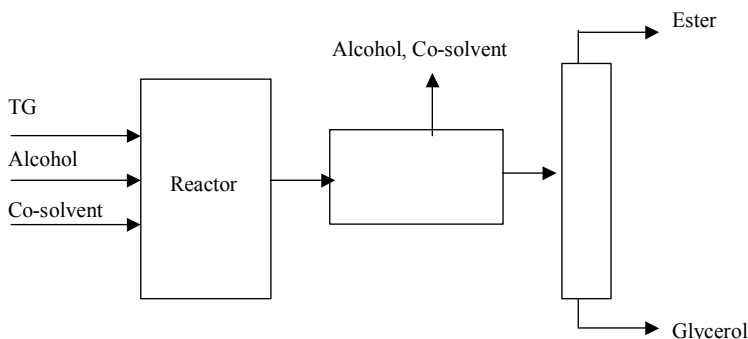 TG
Alcohol
Co-solvent
Reactor
Alcohol, Co-solvent
Ester
Glycerol